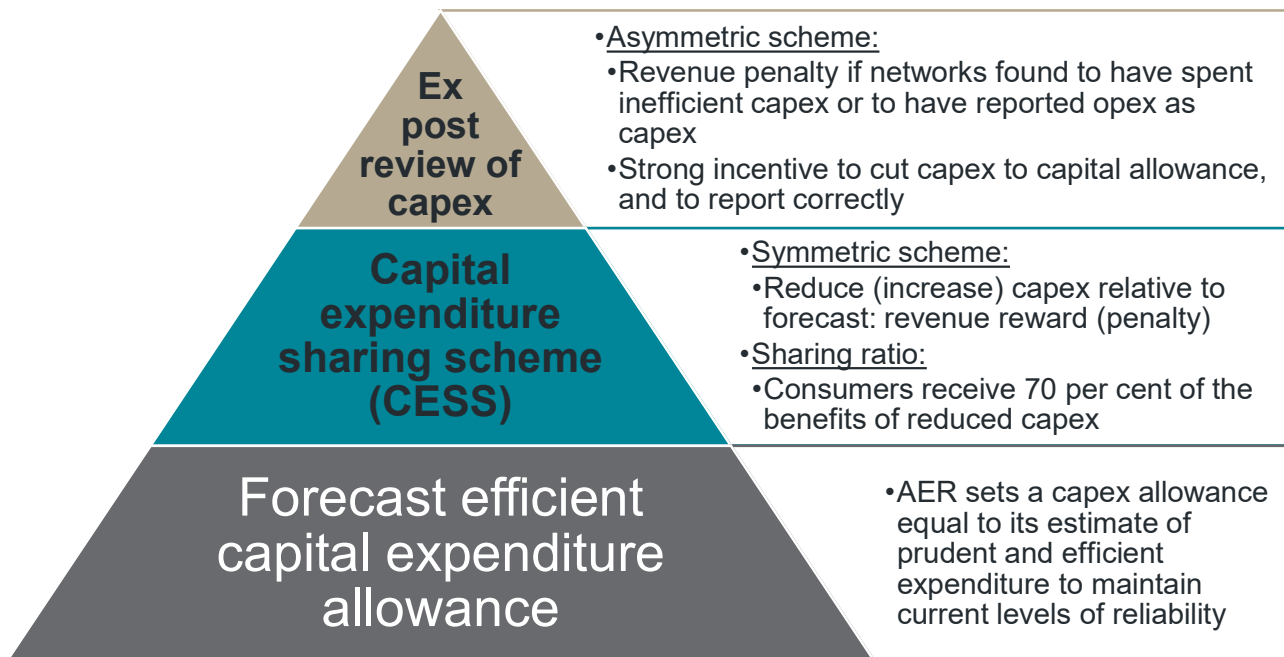 Ex
post
review of
capex
•Asymmetric scheme:
•Revenue penalty if networks found to have spent
inefficient capex or to have reported opex as
capex
•Strong incentive to cut capex to capital allowance,
and to report correctly
Capital
expenditure
sharing scheme
(CESS)
•Symmetric scheme:
•Reduce (increase) capex relative to
forecast: revenue reward (penalty)
•Sharing ratio:
•Consumers receive 70 per cent of the
benefits of reduced capex
Forecast efficient
capital expenditure
allowance
•AER sets a capex allowance
equal to its estimate of
prudent and efficient
expenditure to maintain
current levels of reliability